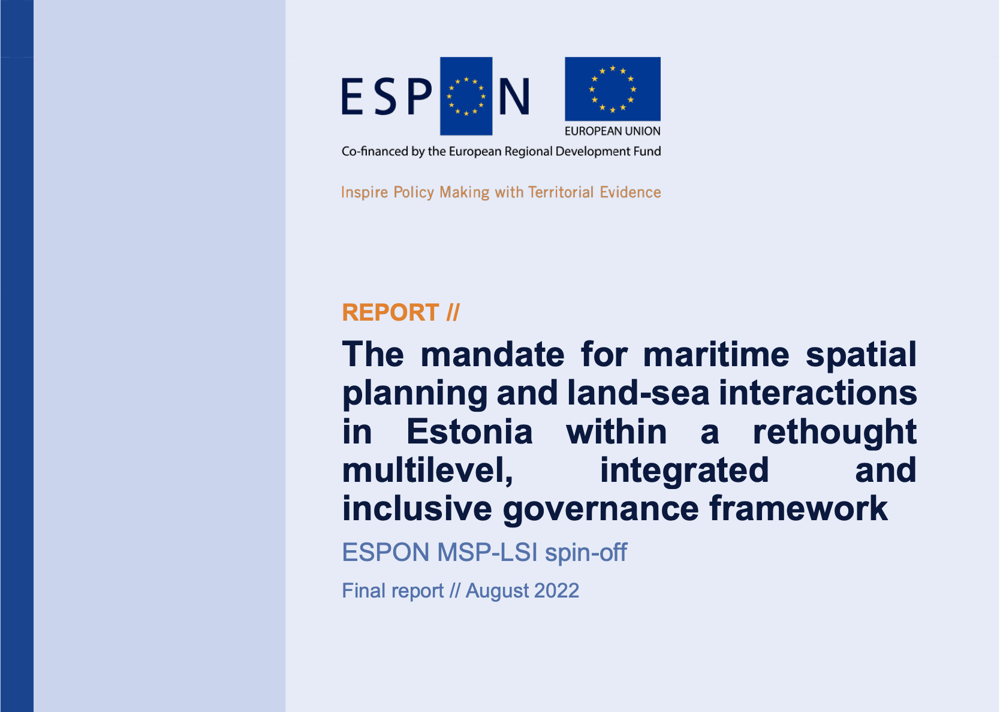 ESPON
EUROPEAN UNION
Co-financed by the European Regional Development Fund
Inspire Policy Making with Territorial Evidence
REPORT //
The mandate for maritime spatial
planning and land-sea interactions
in Estonia within a rethought
multilevel, integrated and
inclusive governance framework
ESPON MSP-LSI spin-off
Final report // August 2022